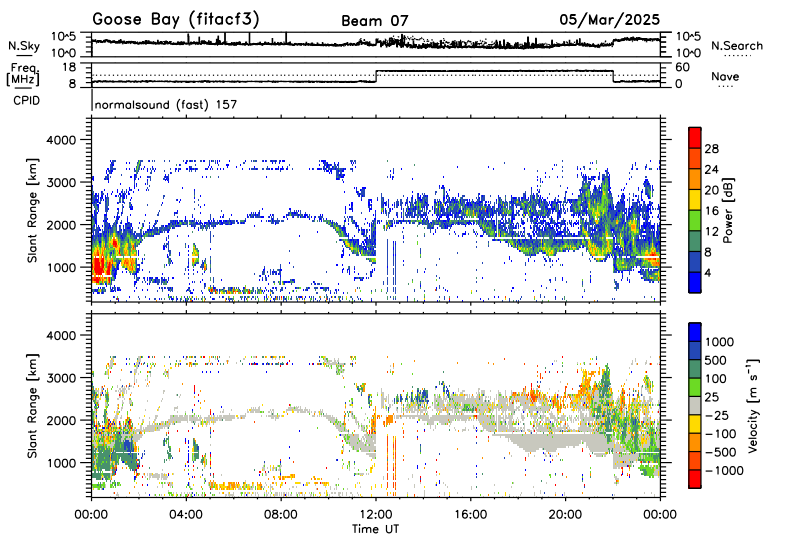 Goose Bay (fitacf3) Beam 07 05/Mar/2025
N.Sky 10^5 10^0 10^5 10^0 N.Search
Freq. [MHz] 18 8 60 0 Nave
CPID normalsound (fast) 157
Slant Range [km] 4000 3000 2000 1000
28 24 20 16 12 8 4 Power [dB]
Slant Range [km] 4000 3000 2000 1000
1000 500 100 25 −25 −100 −500 −1000 Velocity [m s⁻¹]
00:00 04:00 08:00 12:00 16:00 20:00 00:00
Time UT